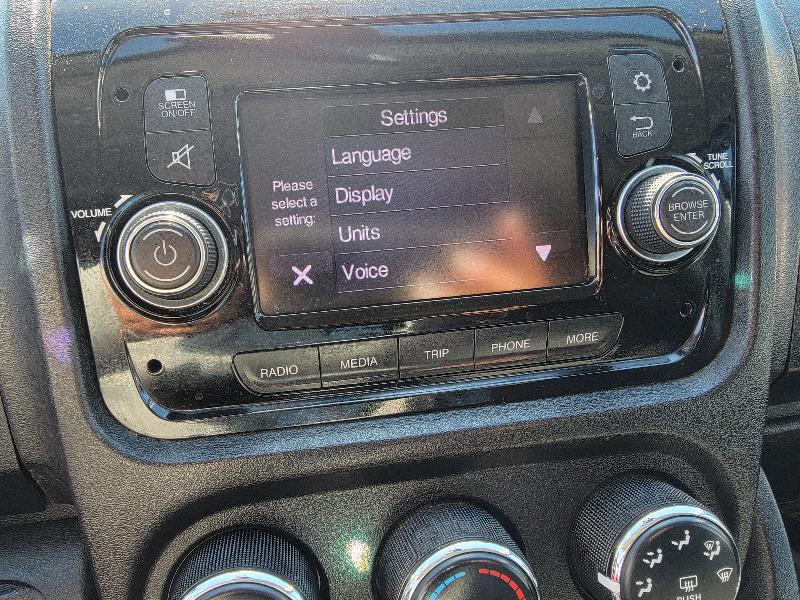 SCREEN
ON/OFF
VOLUME
Settings
Language
Display
Units
Voice
Please
select a
setting:
BACK
TUNE
SCROLL
BROWSE
ENTER
RADIO
MEDIA
TRIP
PHONE
MORE
PUSH